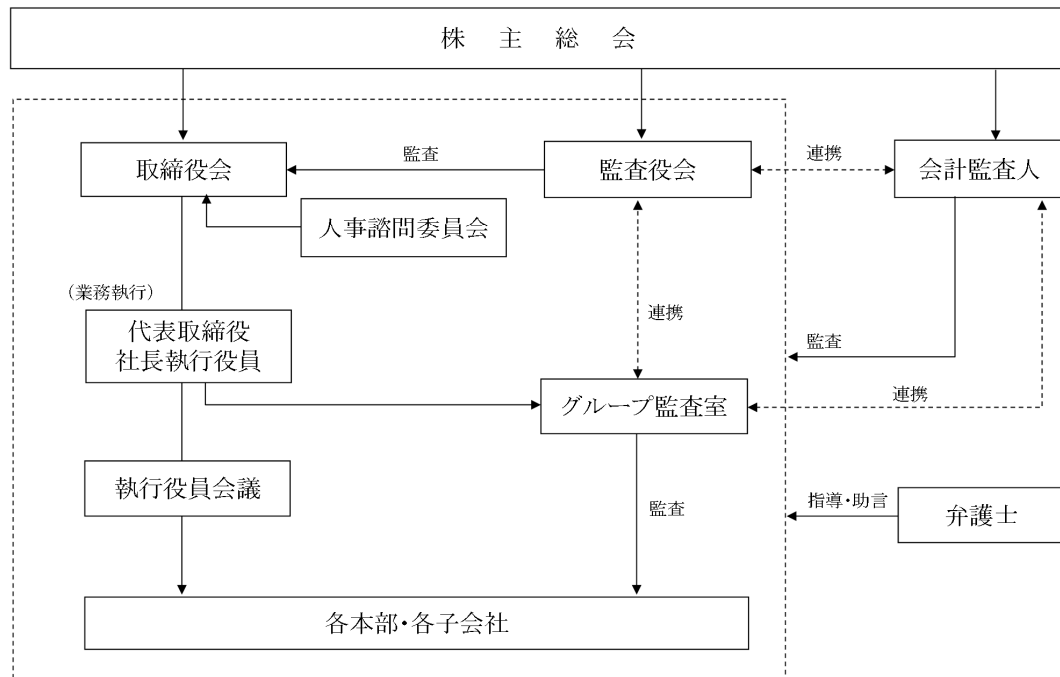 株主総会
取締役会
監査
監査役会
連携
会計監査人
人事諮問委員会
（業務執行）
代表取締役
社長執行役員
連携
監査
グループ監査室
連携
執行役員会議
監査
指導・助言
弁護士
各本部・各子会社